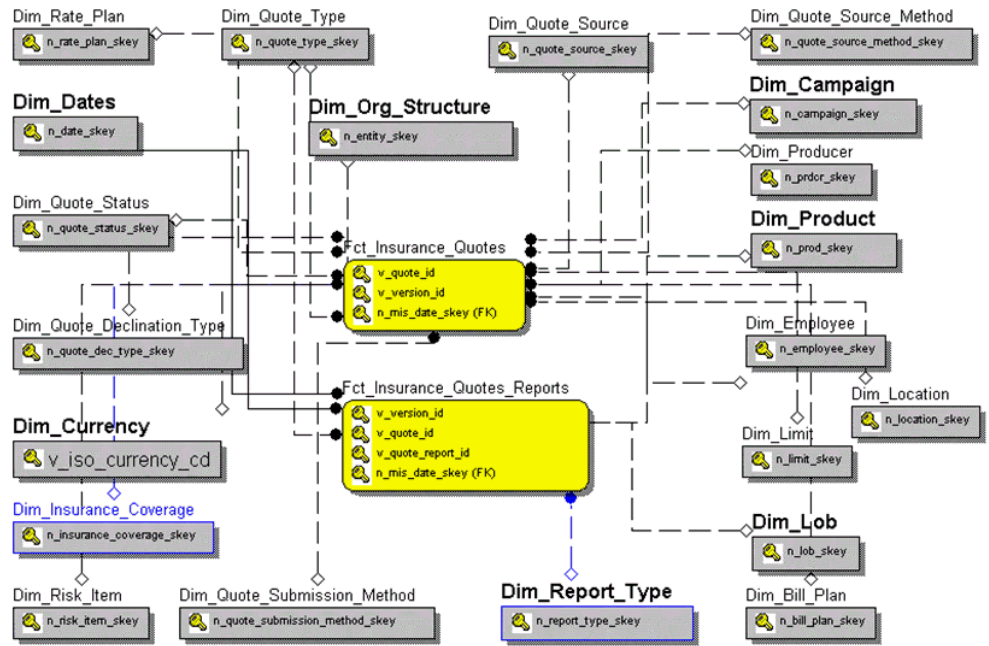 Dim_Rate_Plan
n_rate_plan_skey
Dim_Quote_Type
n_quote_type_skey
Dim_Quote_Source
n_quote_source_skey
Dim_Quote_Source_Method
n_quote_source_method_skey
Dim_Dates
n_date_skey
Dim_Org_Structure
n_entity_skey
Dim_Campaign
n_campaign_skey
Dim_Producer
n_prdcr_skey
Dim_Quote_Status
n_quote_status_skey
Dim_Product
n_prod_skey
Fct_Insurance_Quotes
v_quote_id
v_version_id
n_mis_date_skey (FK)
Dim_Quote_Declination_Type
n_quote_dec_type_skey
Dim_Employee
n_employee_skey
Fct_Insurance_Quotes_Reports
v_version_id
v_quote_id
v_quote_report_id
n_mis_date_skey (FK)
Dim_Location
n_location_skey
Dim_Currency
v_iso_currency_cd
Dim_Limit
n_limit_skey
Dim_Insurance_Coverage
n_insurance_coverage_skey
Dim_Lob
n_lob_skey
Dim_Risk_Item
n_risk_item_skey
Dim_Quote_Submission_Method
n_quote_submission_method_skey
Dim_Report_Type
n_report_type_skey
Dim_Bill_Plan
n_bill_plan_skey